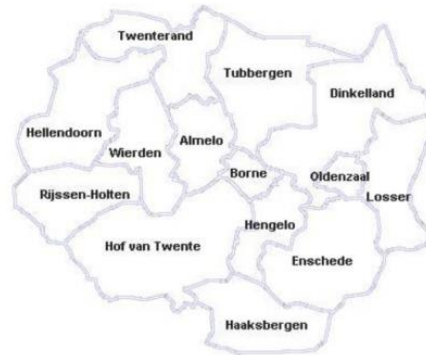 Twenterand
Tubbergen
Dinkelland
Hellendoorn
Almelo
Wierden
Borne
Oldenzaal
Rijssen-Holten
Losser
Hengelo
Hof van Twente
Enschede
Haaksbergen